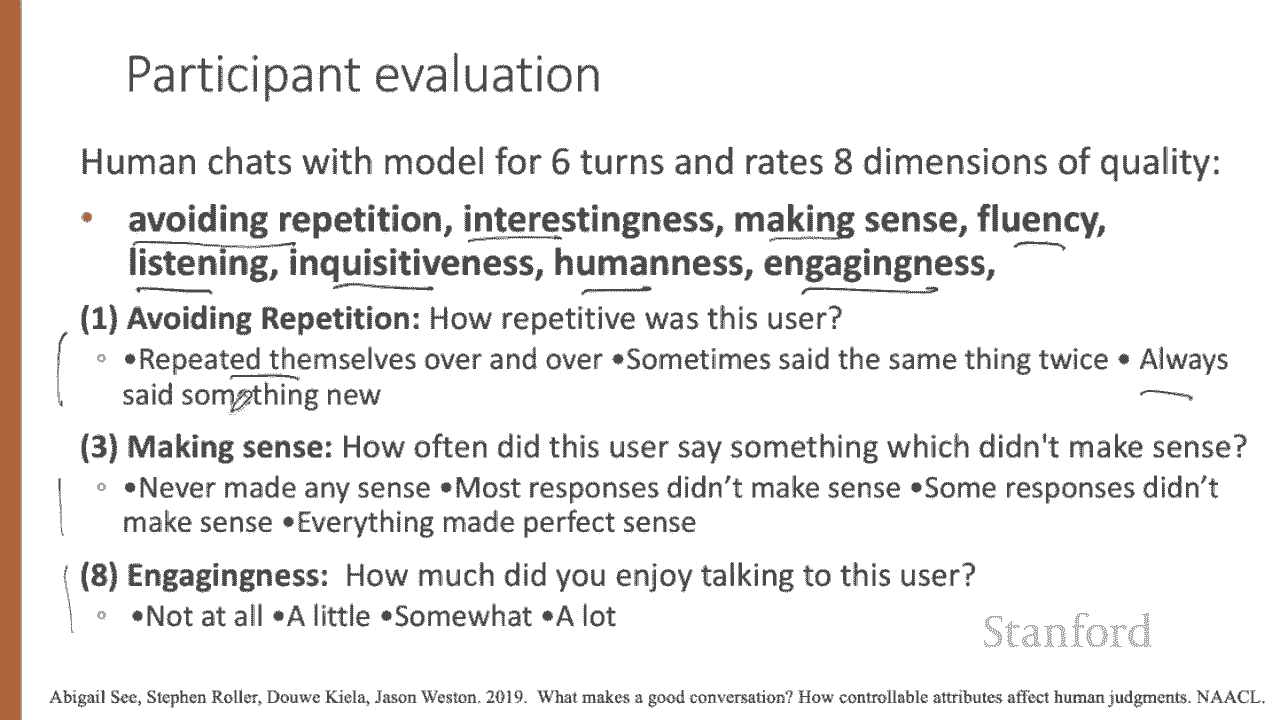 Participant evaluation
Human chats with model for 6 turns and rates 8 dimensions of quality:
• avoiding repetition, interestingness, making sense, fluency,
listening, inquisitiveness, humanness, engagingness,
(1) Avoiding Repetition: How repetitive was this user?
◦ •Repeated themselves over and over •Sometimes said the same thing twice • Always
said something new
(3) Making sense: How often did this user say something which didn't make sense?
◦ •Never made any sense •Most responses didn’t make sense •Some responses didn’t
make sense •Everything made perfect sense
(8) Engagingness: How much did you enjoy talking to this user?
◦ •Not at all •A little •Somewhat •A lot
Stanford
Abigail See, Stephen Roller, Douwe Kiela, Jason Weston. 2019. What makes a good conversation? How controllable attributes affect human judgments. NAACL.